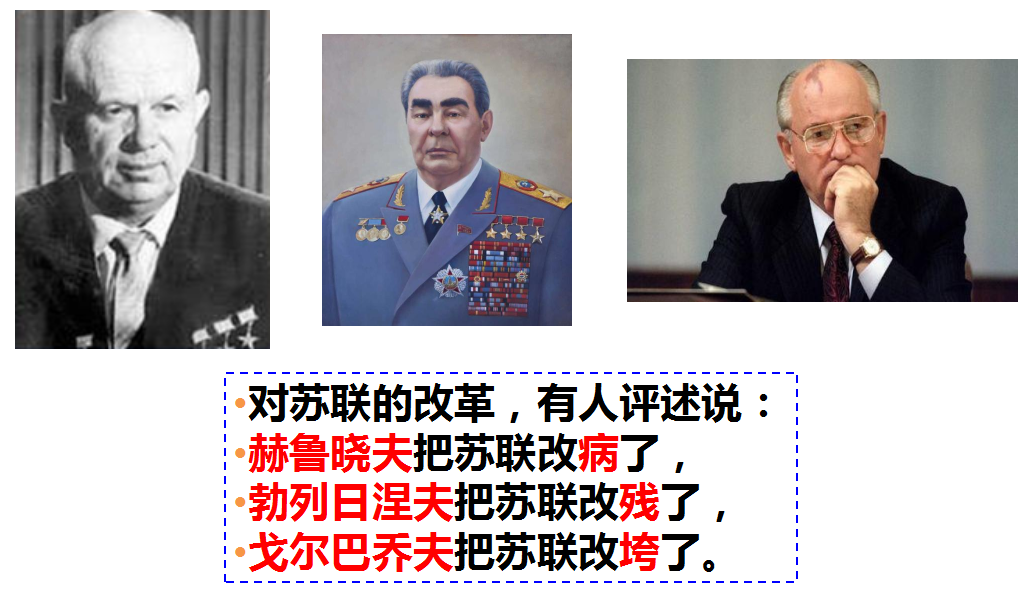 •对苏联的改革，有人评述说：
•赫鲁晓夫把苏联改病了，
•勃列日涅夫把苏联改残了，
•戈尔巴乔夫把苏联改垮了。